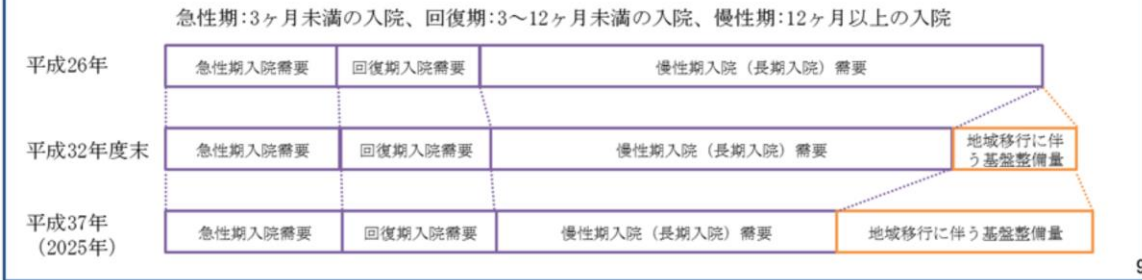 急性期:3ヶ月未満の入院、回復期:3～12ヶ月未満の入院、慢性期:12ヶ月以上の入院
平成26年
急性期入院需要
回復期入院需要
慢性期入院（長期入院）需要
平成32年度末
急性期入院需要
回復期入院需要
慢性期入院（長期入院）需要
地域移行に伴
う基盤整備量
平成37年
（2025年）
急性期入院需要
回復期入院需要
慢性期入院（長期入院）需要
地域移行に伴う基盤整備量